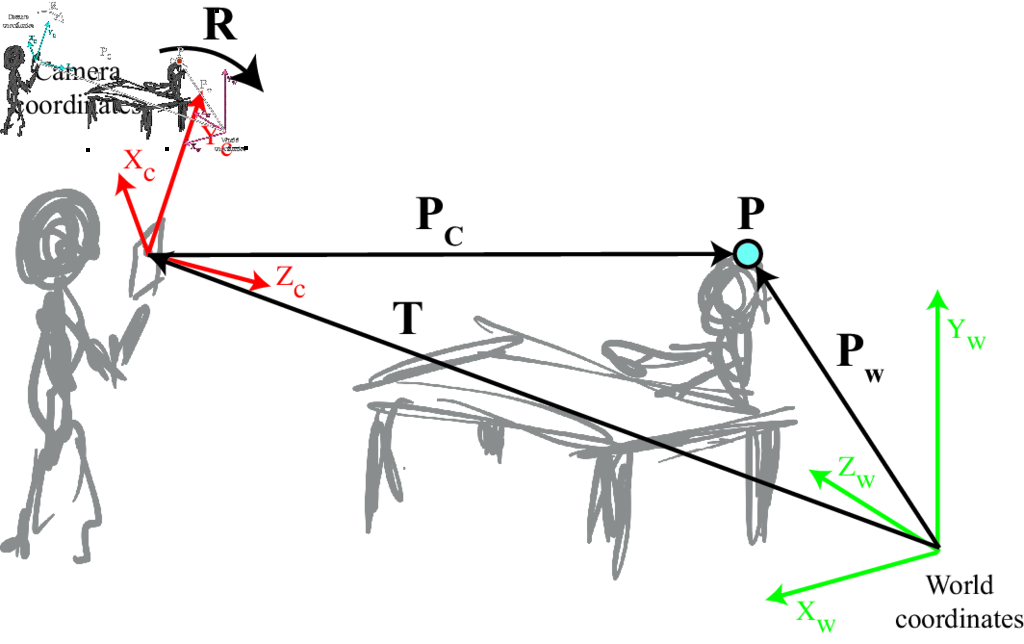 R
Camera
coordinates
Y_c
X_c
P_C
P
Z_c
T
Y_w
P_w
Z_w
World
coordinates
X_w